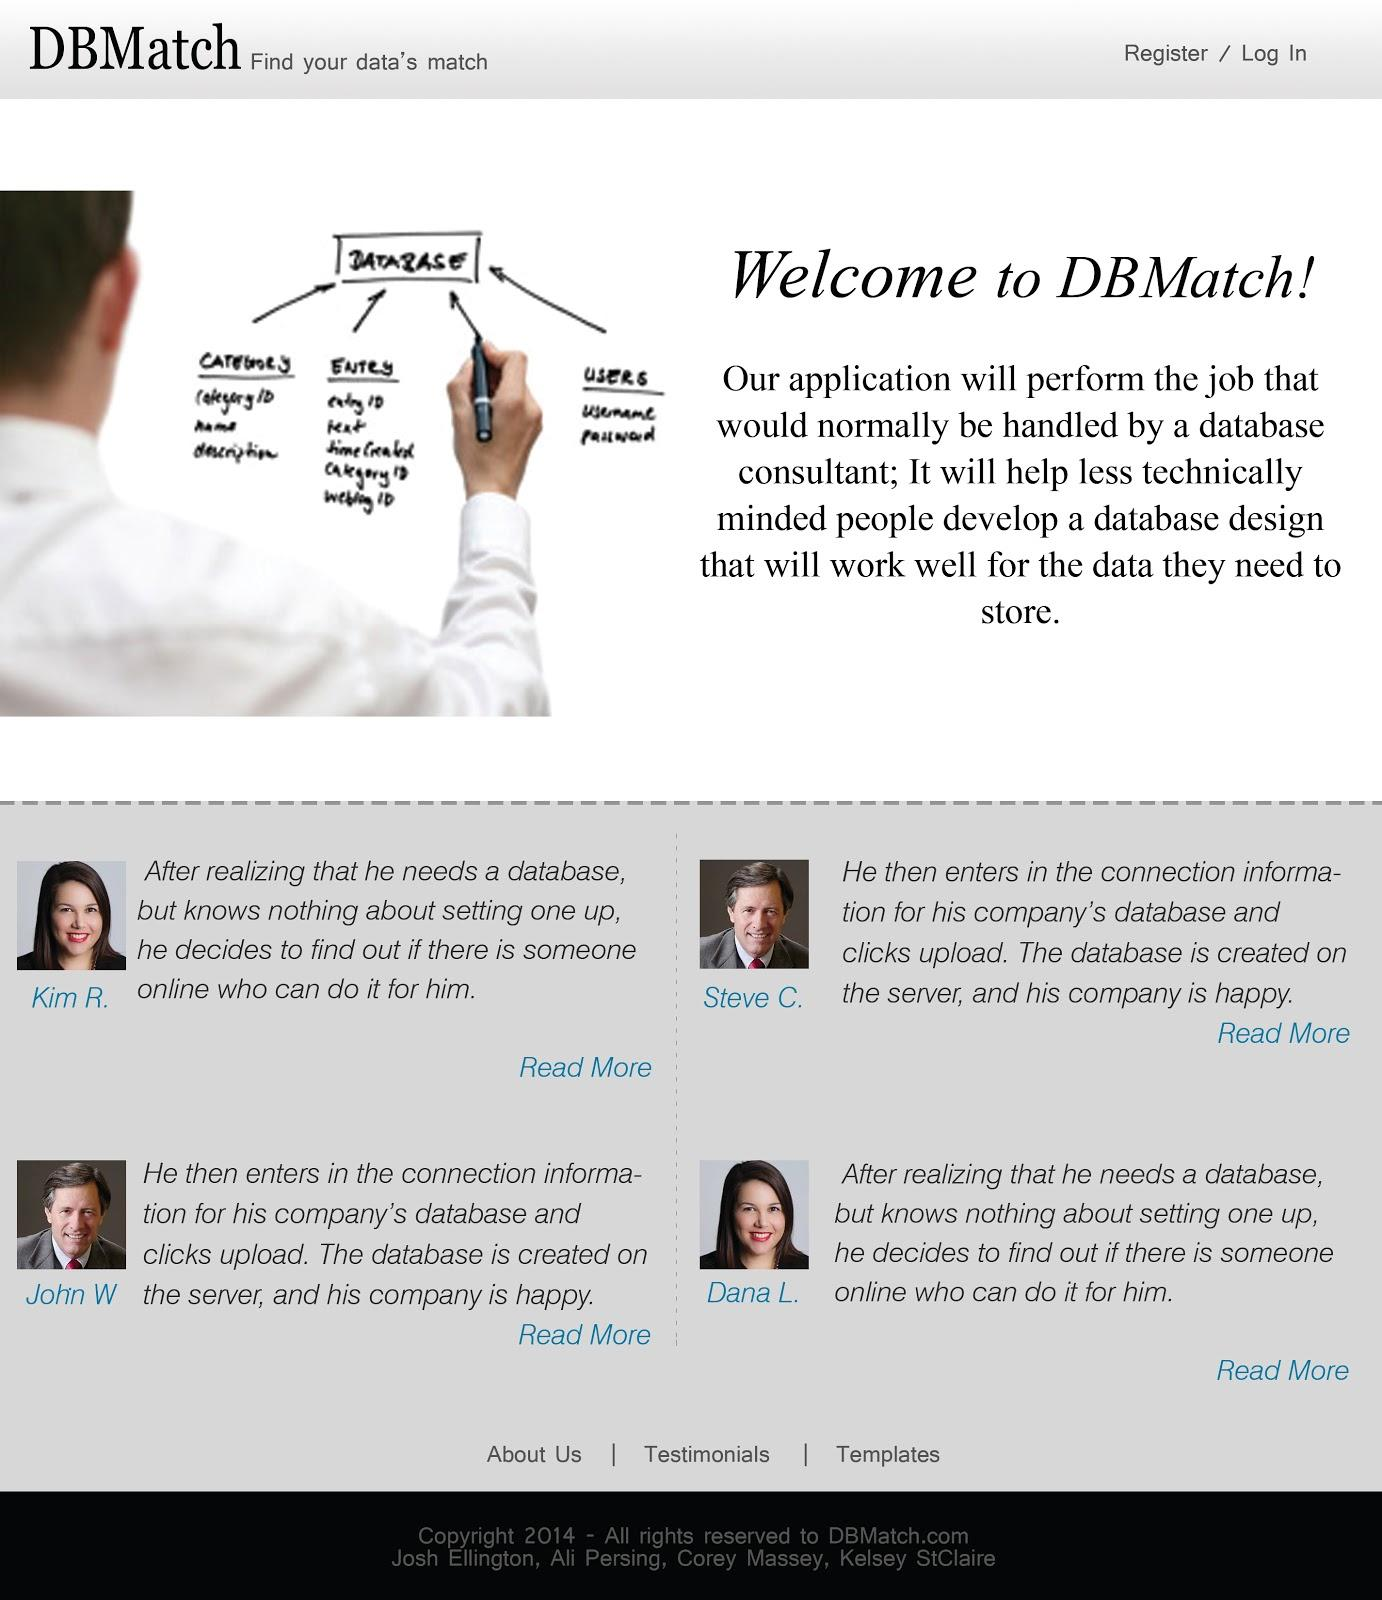 DBMatch Find your data's match
Register / Log In
DATABASE
CATEGORY
category ID
name
description
ENTRY
entry ID
text
timeCreated
Category ID
weblog ID
USERS
username
password
Welcome to DBMatch!
Our application will perform the job that
would normally be handled by a database
consultant; It will help less technically
minded people develop a database design
that will work well for the data they need to
store.
After realizing that he needs a database,
but knows nothing about setting one up,
he decides to find out if there is someone
online who can do it for him.
Kim R.
Read More
He then enters in the connection informa-
tion for his company's database and
clicks upload. The database is created on
the server, and his company is happy.
Steve C.
Read More
He then enters in the connection informa-
tion for his company's database and
clicks upload. The database is created on
the server, and his company is happy.
John W
Read More
After realizing that he needs a database,
but knows nothing about setting one up,
he decides to find out if there is someone
online who can do it for him.
Dana L.
Read More
About Us | Testimonials | Templates
Copyright 2014 - All rights reserved to DBMatch.com
Josh Ellington, Ali Persing, Corey Massey, Kelsey StClaire